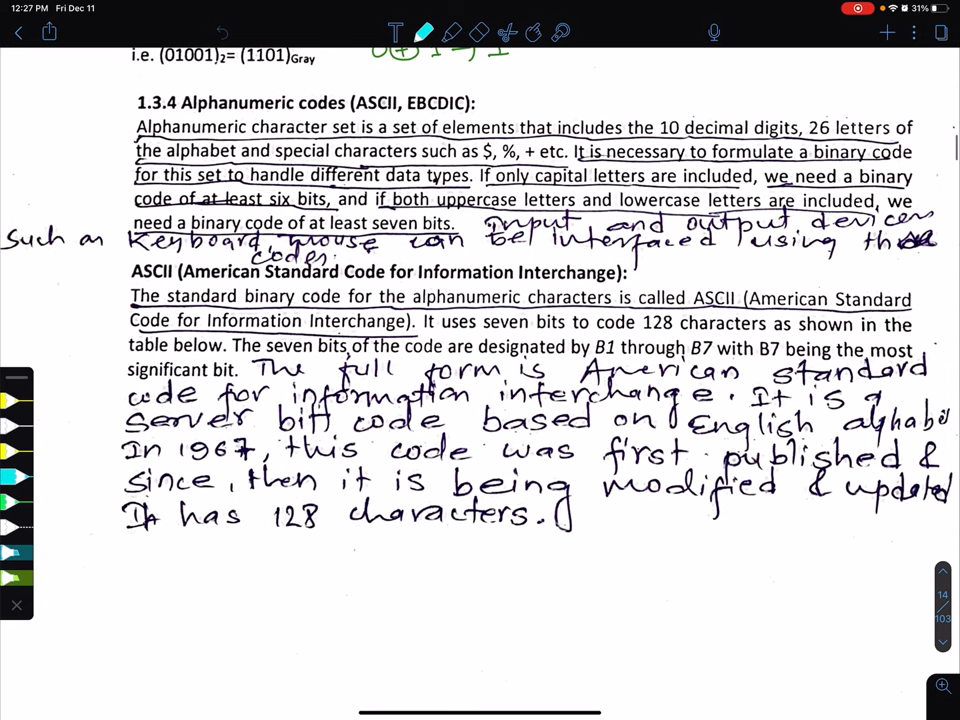 12:27 PM Fri Dec 11
31%
i.e. (01001)2= (1101)Gray
0 ⊕ 1 → 1
1.3.4 Alphanumeric codes (ASCII, EBCDIC):
Alphanumeric character set is a set of elements that includes the 10 decimal digits, 26 letters of
the alphabet and special characters such as $, %, + etc. It is necessary to formulate a binary code
for this set to handle different data types. If only capital letters are included, we need a binary
code of at least six bits, and if both uppercase letters and lowercase letters are included, we
need a binary code of at least seven bits. Input and output devices
such as Keyboard, mouse can be interfaced using these
codes.
ASCII (American Standard Code for Information Interchange):
The standard binary code for the alphanumeric characters is called ASCII (American Standard
Code for Information Interchange). It uses seven bits to code 128 characters as shown in the
table below. The seven bits of the code are designated by B1 through B7 with B7 being the most
significant bit. The full form is American standard
code for information interchange. It is a
server bitt code based on English alphabet
In 1967, this code was first published &
since, then it is being modified & updated
It has 128 characters.
14
103